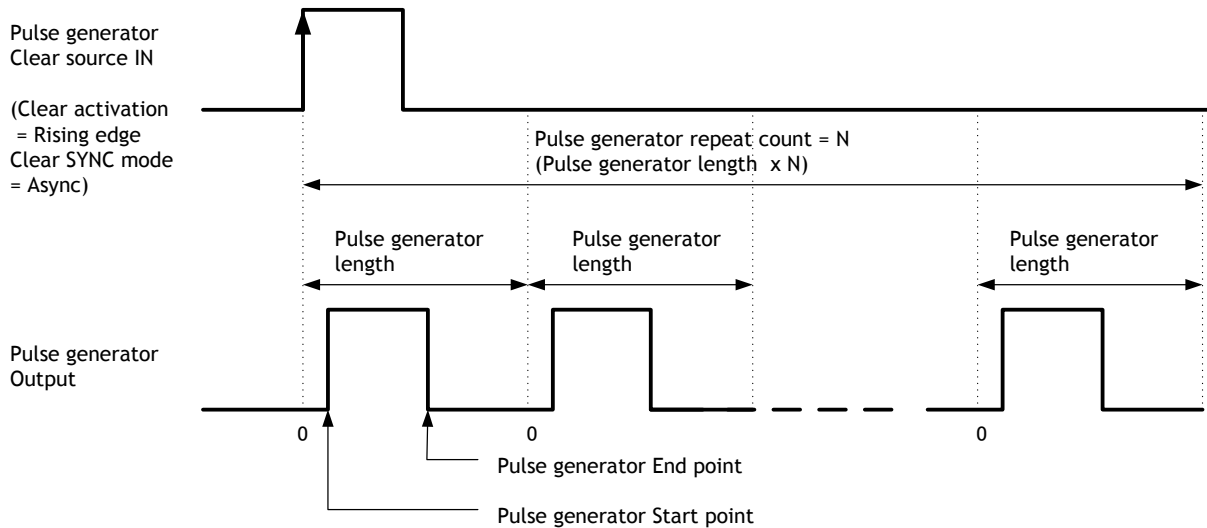 Pulse generator
Clear source IN
(Clear activation
= Rising edge
Clear SYNC mode
= Async)
Pulse generator repeat count = N
(Pulse generator length x N)
Pulse generator
length
Pulse generator
length
Pulse generator
length
Pulse generator
Output
0
0
0
Pulse generator End point
Pulse generator Start point